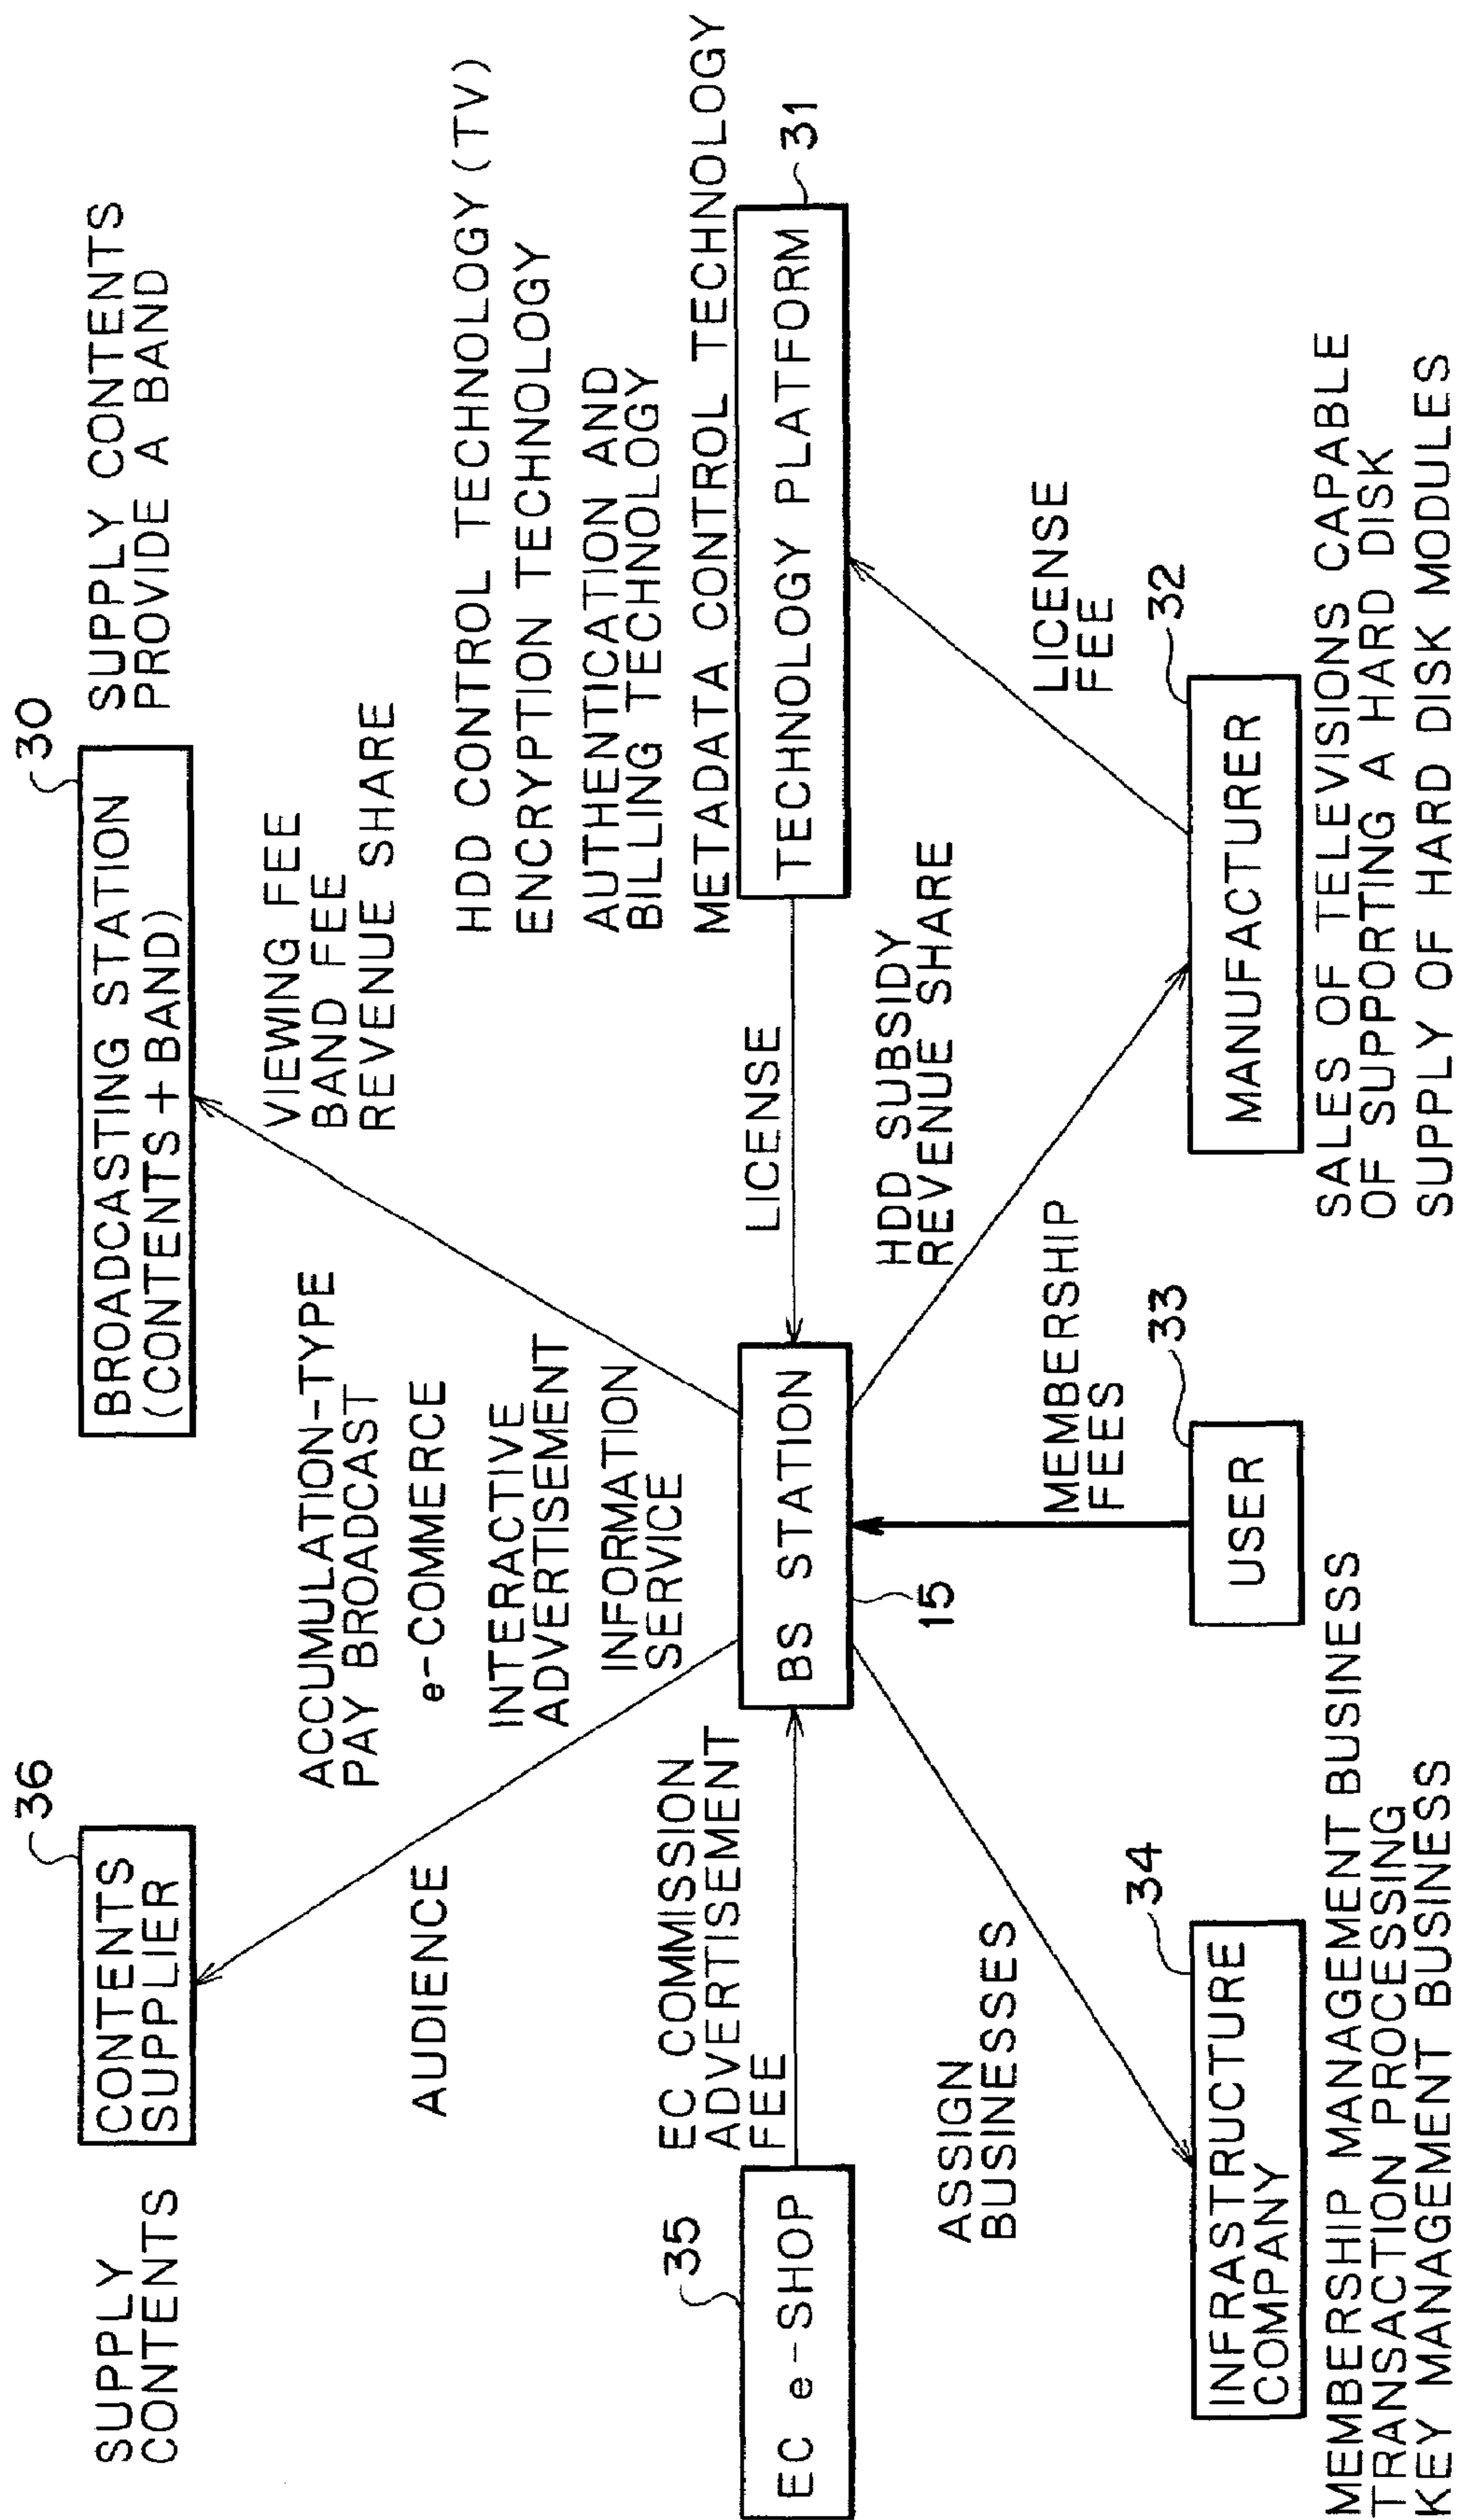 36
30
SUPPLY
CONTENTS
CONTENTS
SUPPLIER
BROADCASTING STATION
(CONTENTS+BAND)
SUPPLY CONTENTS
PROVIDE A BAND
AUDIENCE
ACCUMULATION-TYPE
PAY BROADCAST
e-COMMERCE
INTERACTIVE
ADVERTISEMENT
INFORMATION
SERVICE
VIEWING FEE
BAND FEE
REVENUE SHARE
HDD CONTROL TECHNOLOGY(TV)
ENCRYPTION TECHNOLOGY
AUTHENTICATION AND
BILLING TECHNOLOGY
METADATA CONTROL TECHNOLOGY
35
EC e-SHOP
EC COMMISSION
ADVERTISEMENT
FEE
BS STATION
15
LICENSE
TECHNOLOGY PLATFORM
31
ASSIGN
BUSINESSES
MEMBERSHIP
FEES
HDD SUBSIDY
REVENUE SHARE
LICENSE
FEE
34
INFRASTRUCTURE
COMPANY
33
USER
32
MANUFACTURER
MEMBERSHIP MANAGEMENT BUSINESS
TRANSACTION PROCESSING
KEY MANAGEMENT BUSINESS
SALES OF TELEVISIONS CAPABLE
OF SUPPORTING A HARD DISK
SUPPLY OF HARD DISK MODULES